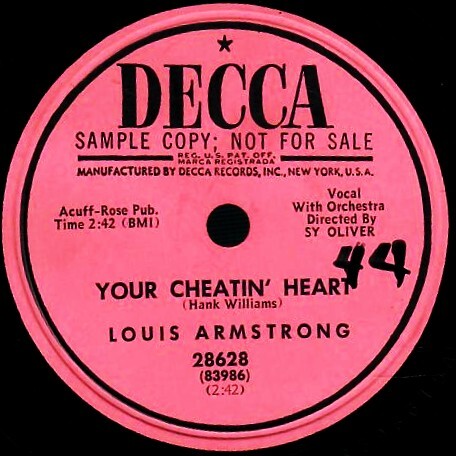 DECCA
SAMPLE COPY; NOT FOR SALE
REG. U.S. PAT. OFF.
MARCA REGISTRADA
MANUFACTURED BY DECCA RECORDS, INC., NEW YORK, U.S.A.
Acuff-Rose Pub.
Time 2:42 (BMI)
Vocal
With Orchestra
Directed By
SY OLIVER
44
YOUR CHEATIN' HEART
(Hank Williams)
LOUIS ARMSTRONG
28628
(83986)
(2:42)